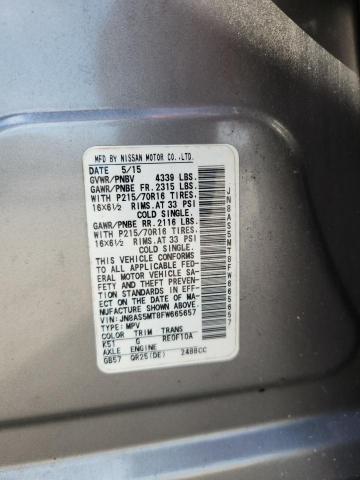 MFD BY NISSAN MOTOR CO.,LTD.
DATE 5/15
GVWR/PNBV 4339 LBS.
GAWR/PNBE FR. 2315 LBS.
WITH P215/70R16 TIRES
16X6½ RIMS.AT 33 PSI
COLD SINGLE.
GAWR/PNBE RR. 2116 LBS.
WITH P215/70R16 TIRES
16X6½ RIMS.AT 33 PSI
COLD SINGLE.
THIS VEHICLE CONFORMS
TO ALL APPLICABLE FED-
ERAL MOTOR VEHICLE SA-
FETY AND THEFT PREVEN-
TION STANDARDS IN EFF-
ECT ON THE DATE OF MA-
NUFACTURE SHOWN ABOVE.
VIN: JN8AS5MT8FW665657
TYPE: MPV
COLOR TRIM TRANS
K51 G RE0F10A
AXLE ENGINE
GB57 QR25(DE) 2488CC
JN8AS5MT8FW665657